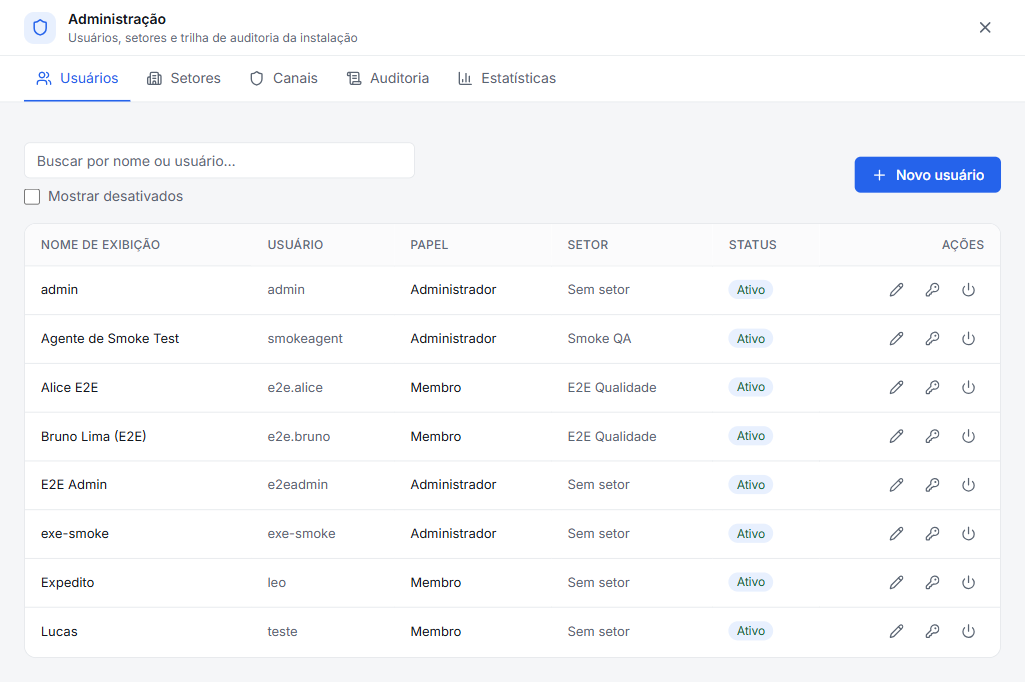 Administração
Usuários, setores e trilha de auditoria da instalação
Usuários Setores Canais Auditoria Estatísticas
Buscar por nome ou usuário...
Mostrar desativados
Novo usuário
NOME DE EXIBIÇÃO USUÁRIO PAPEL SETOR STATUS AÇÕES
admin admin Administrador Sem setor Ativo
Agente de Smoke Test smokeagent Administrador Smoke QA Ativo
Alice E2E e2e.alice Membro E2E Qualidade Ativo
Bruno Lima (E2E) e2e.bruno Membro E2E Qualidade Ativo
E2E Admin e2eadmin Administrador Sem setor Ativo
exe-smoke exe-smoke Administrador Sem setor Ativo
Expedito leo Membro Sem setor Ativo
Lucas teste Membro Sem setor Ativo